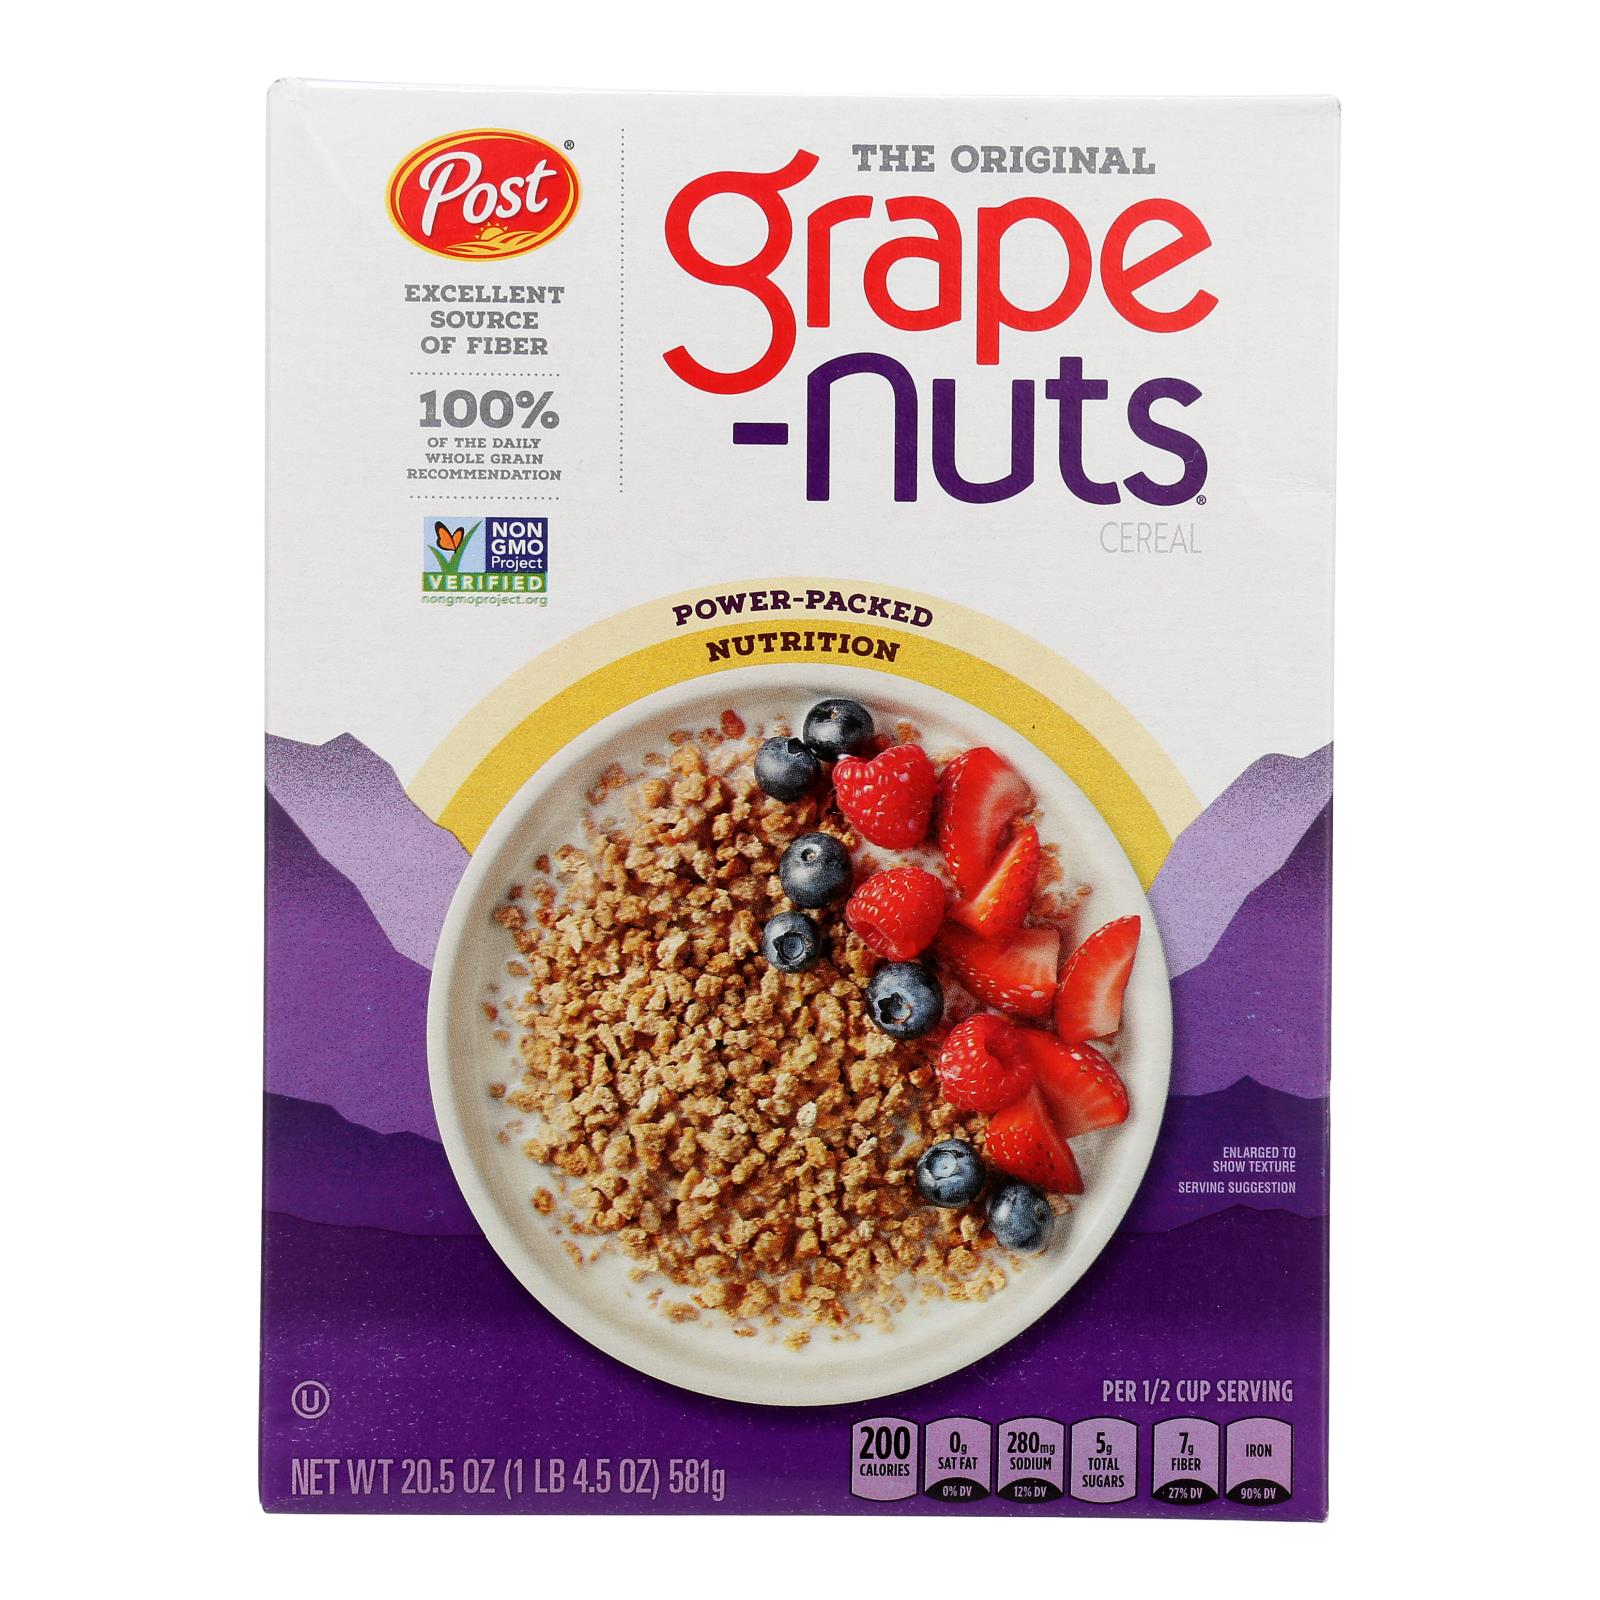 Post®
EXCELLENT
SOURCE
OF FIBER
100%
OF THE DAILY
WHOLE GRAIN
RECOMMENDATION
NON
GMO
Project
VERIFIED
nongmoproject.org
THE ORIGINAL
grape
-nuts®
CEREAL
POWER-PACKED
NUTRITION
ENLARGED TO
SHOW TEXTURE
SERVING SUGGESTION
U
NET WT 20.5 OZ (1 LB 4.5 OZ) 581g
PER 1/2 CUP SERVING
200
CALORIES
0g
SAT FAT
0% DV
280mg
SODIUM
12% DV
5g
TOTAL
SUGARS
7g
FIBER
27% DV
IRON
90% DV